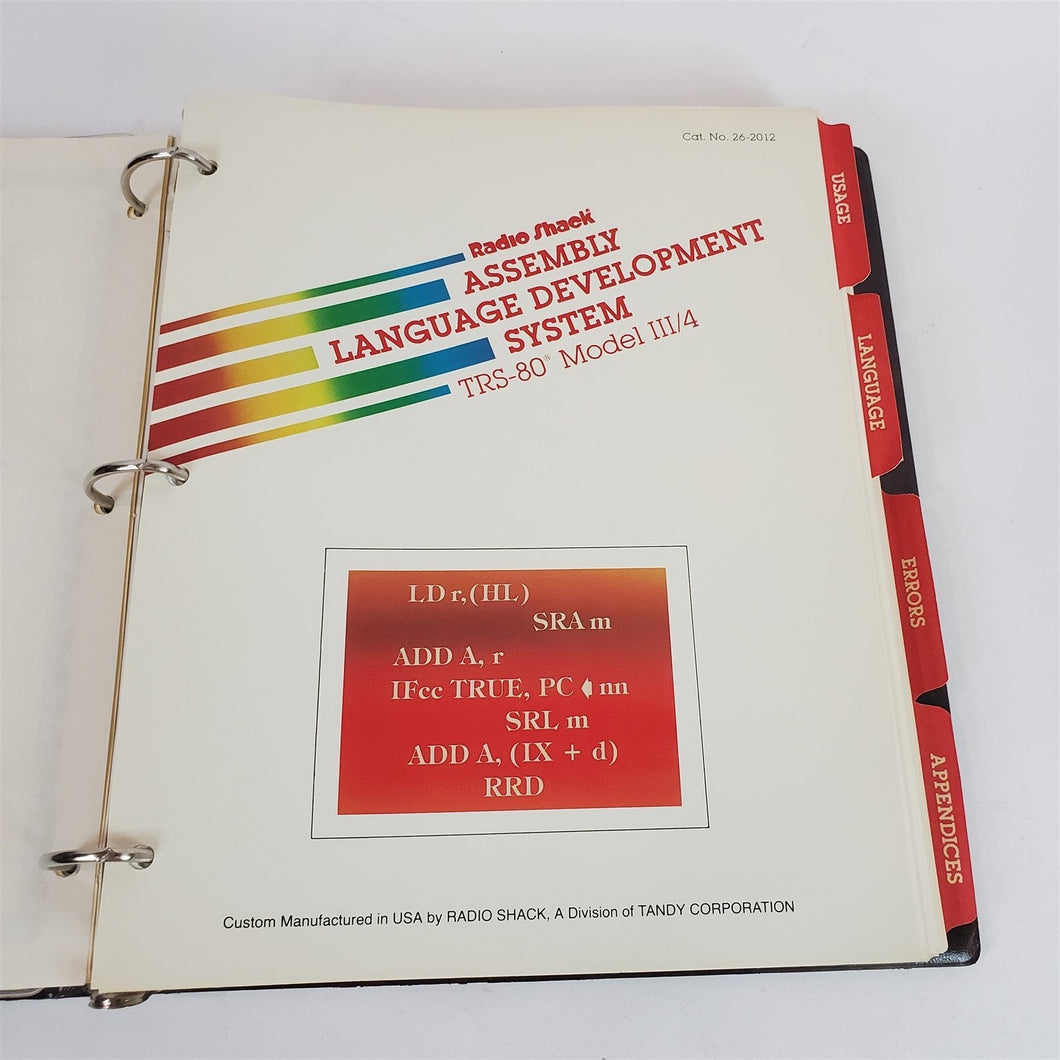 Cat. No. 26-2012
Radio Shack®
ASSEMBLY
LANGUAGE DEVELOPMENT
SYSTEM
TRS-80® Model III/4
LD r,(HL)
SRA m
ADD A, r
IFcc TRUE, PC ⬅nn
SRL m
ADD A, (IX + d)
RRD
Custom Manufactured in USA by RADIO SHACK, A Division of TANDY CORPORATION
USAGE
LANGUAGE
ERRORS
APPENDICES